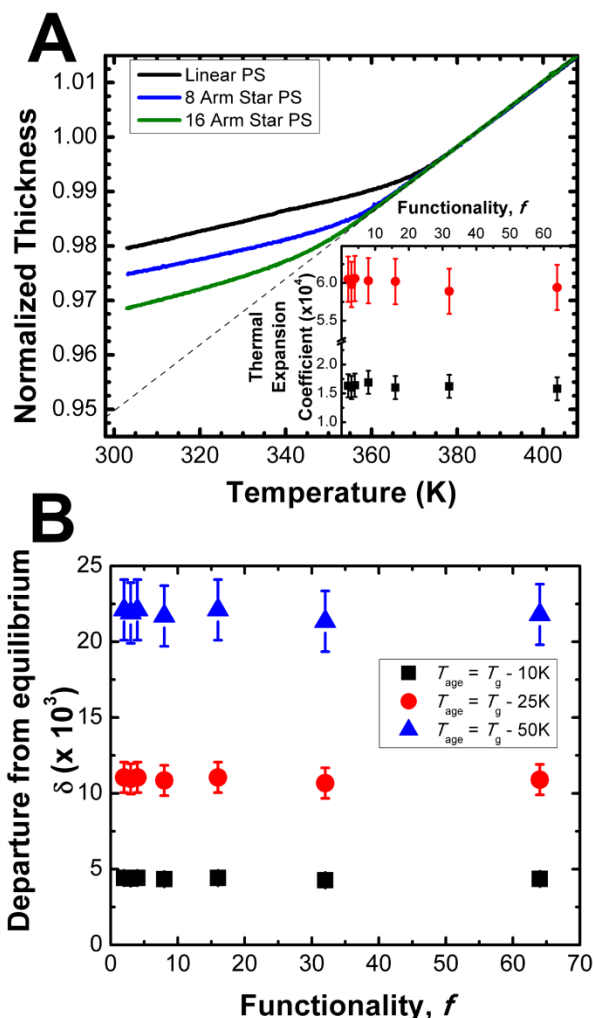 A
Linear PS
8 Arm Star PS
16 Arm Star PS
Normalized Thickness
1.01
1.00
0.99
0.98
0.97
0.96
0.95
300
320
340
360
380
400
Temperature (K)
Functionality, f
10 20 30 40 50 60
Thermal
Expansion
Coefficient (x10⁴)
6.0
5.5
2.0
1.5
1.0
B
Departure from equilibrium
δ (x 10³)
25
20
15
10
5
0
T_age = T_g - 10K
T_age = T_g - 25K
T_age = T_g - 50K
0 10 20 30 40 50 60 70
Functionality, f